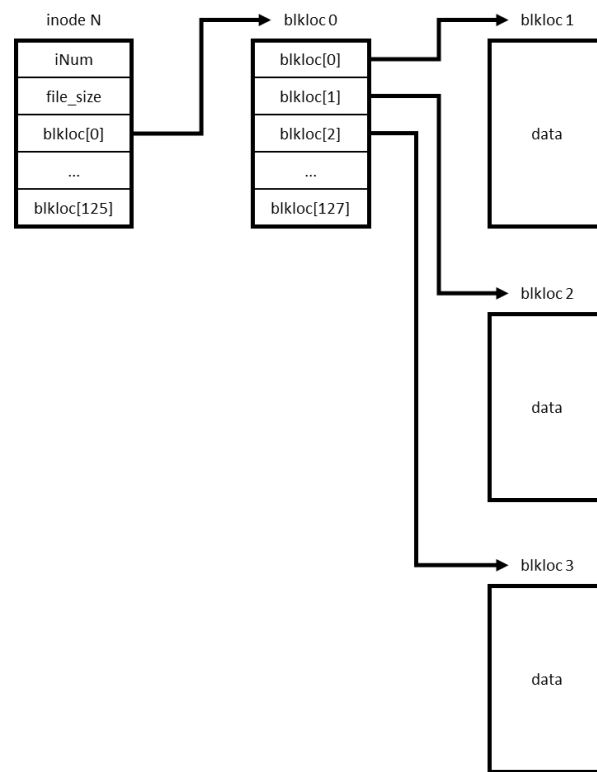 inode N
iNum
file_size
blkloc[0]
...
blkloc[125]
blkloc 0
blkloc[0]
blkloc[1]
blkloc[2]
...
blkloc[127]
blkloc 1
data
blkloc 2
data
blkloc 3
data